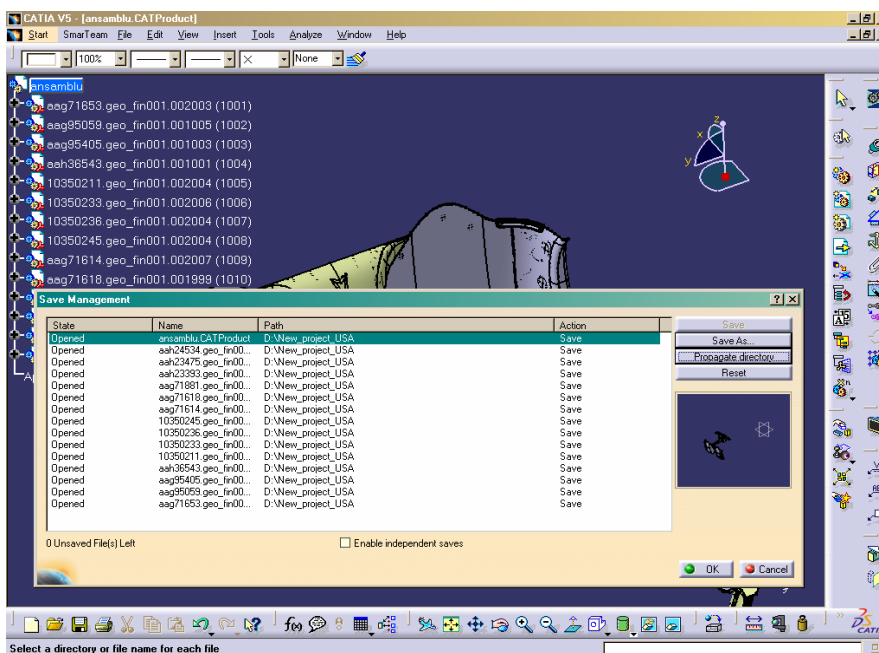 CATIA V5 - [ansamblu.CATProduct]
Start SmarTeam File Edit View Insert Tools Analyze Window Help
100% None
ansamblu
aag71653.geo_fin001.002003 (1001)
aag95059.geo_fin001.001005 (1002)
aag95405.geo_fin001.001003 (1003)
aah36543.geo_fin001.001001 (1004)
10350211.geo_fin001.002004 (1005)
10350233.geo_fin001.002006 (1006)
10350236.geo_fin001.002004 (1007)
10350245.geo_fin001.002004 (1008)
aag71614.geo_fin001.002007 (1009)
aag71618.geo_fin001.001999 (1010)
z
x
y
Save Management
State Name Path Action Save
Opened ansamblu.CATProduct D:\New_project_USA Save Save As...
Opened aah24534.geo_fin00... D:\New_project_USA Save
Opened aah23475.geo_fin00... D:\New_project_USA Save Propagate directory
Opened aah23393.geo_fin00... D:\New_project_USA Save Reset
Opened aag71881.geo_fin00... D:\New_project_USA Save
Opened aag71618.geo_fin00... D:\New_project_USA Save
Opened aag71614.geo_fin00... D:\New_project_USA Save
Opened 10350245.geo_fin00... D:\New_project_USA Save
Opened 10350236.geo_fin00... D:\New_project_USA Save
Opened 10350233.geo_fin00... D:\New_project_USA Save
Opened 10350211.geo_fin00... D:\New_project_USA Save
Opened aah36543.geo_fin00... D:\New_project_USA Save
Opened aag95405.geo_fin00... D:\New_project_USA Save
Opened aag95059.geo_fin00... D:\New_project_USA Save
Opened aag71653.geo_fin00... D:\New_project_USA Save
0 Unsaved File(s) Left Enable independent saves
OK Cancel
f(x)
CATIA
Select a directory or file name for each file